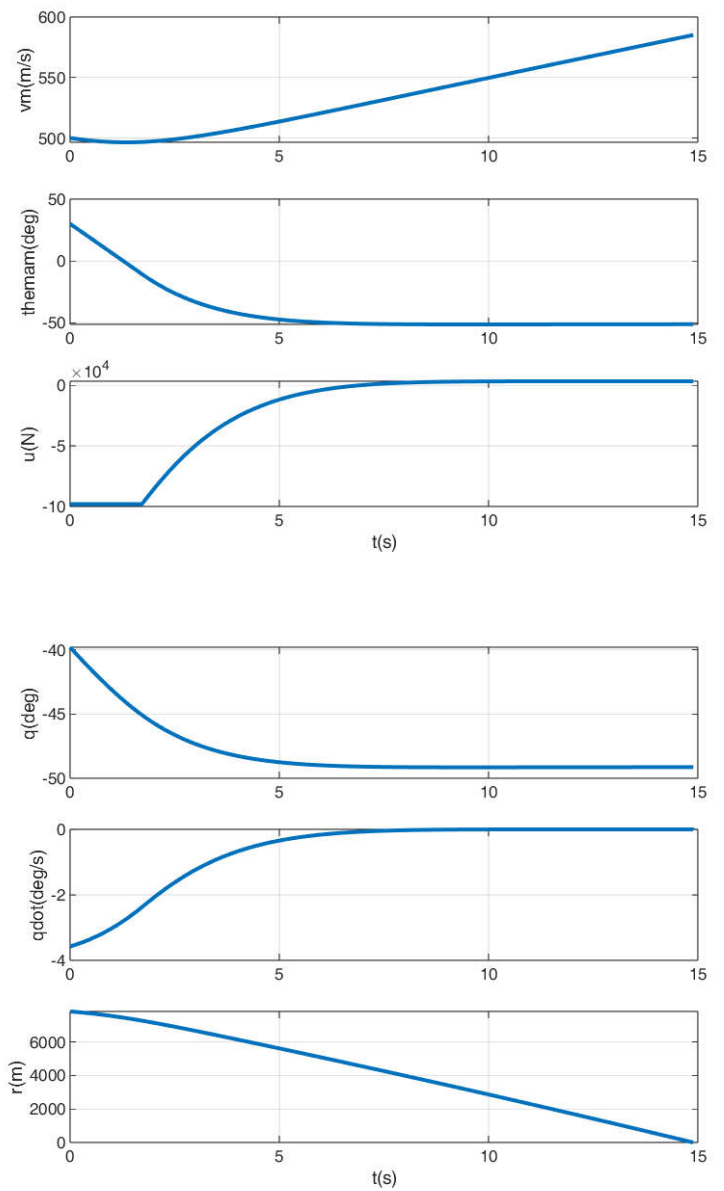 600
550
500
vm(m/s)
0 5 10 15
50
0
-50
themam(deg)
0 5 10 15
×10^4
0
-5
-10
u(N)
0 5 10 15
t(s)
-40
-45
-50
q(deg)
0 5 10 15
0
-2
-4
qdot(deg/s)
0 5 10 15
6000
4000
2000
0
r(m)
0 5 10 15
t(s)